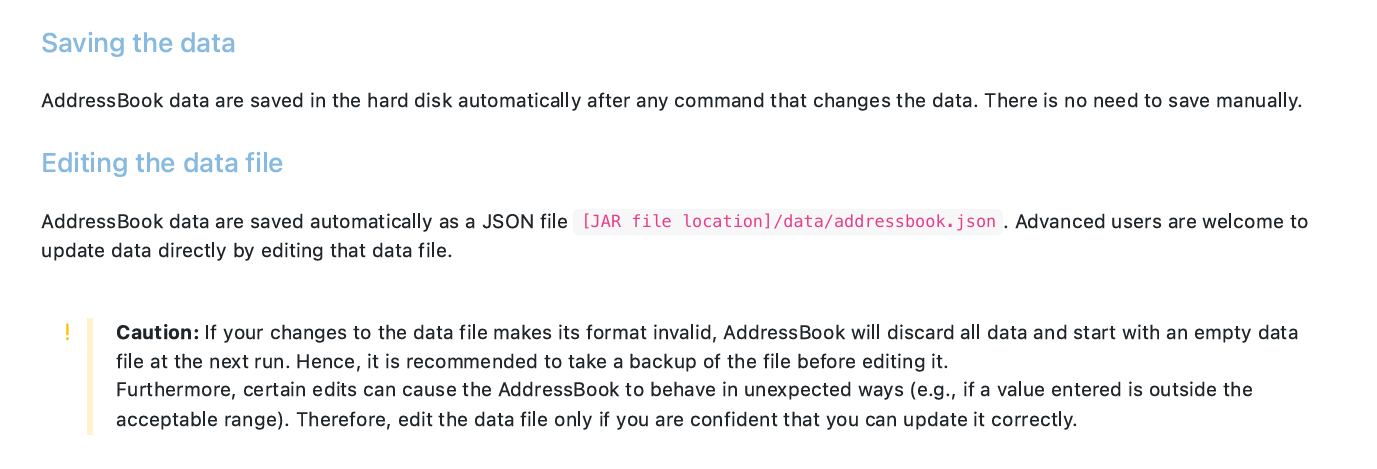 Saving the data
AddressBook data are saved in the hard disk automatically after any command that changes the data. There is no need to save manually.
Editing the data file
AddressBook data are saved automatically as a JSON file [JAR file location]/data/addressbook.json. Advanced users are welcome to
update data directly by editing that data file.
! Caution: If your changes to the data file makes its format invalid, AddressBook will discard all data and start with an empty data
file at the next run. Hence, it is recommended to take a backup of the file before editing it.
Furthermore, certain edits can cause the AddressBook to behave in unexpected ways (e.g., if a value entered is outside the
acceptable range). Therefore, edit the data file only if you are confident that you can update it correctly.